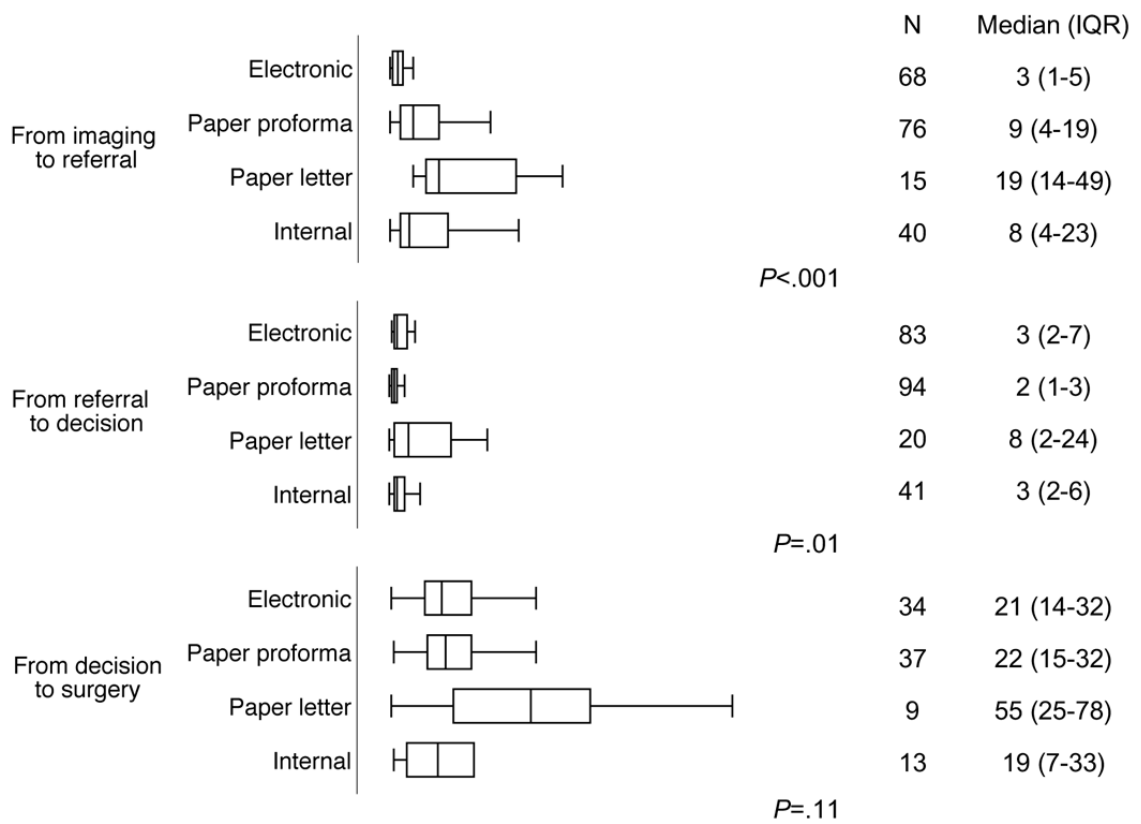 N Median (IQR)
Electronic 68 3 (1-5)
Paper proforma 76 9 (4-19)
From imaging
to referral
Paper letter 15 19 (14-49)
Internal 40 8 (4-23)
P<.001
Electronic 83 3 (2-7)
Paper proforma 94 2 (1-3)
From referral
to decision
Paper letter 20 8 (2-24)
Internal 41 3 (2-6)
P=.01
Electronic 34 21 (14-32)
Paper proforma 37 22 (15-32)
From decision
to surgery
Paper letter 9 55 (25-78)
Internal 13 19 (7-33)
P=.11